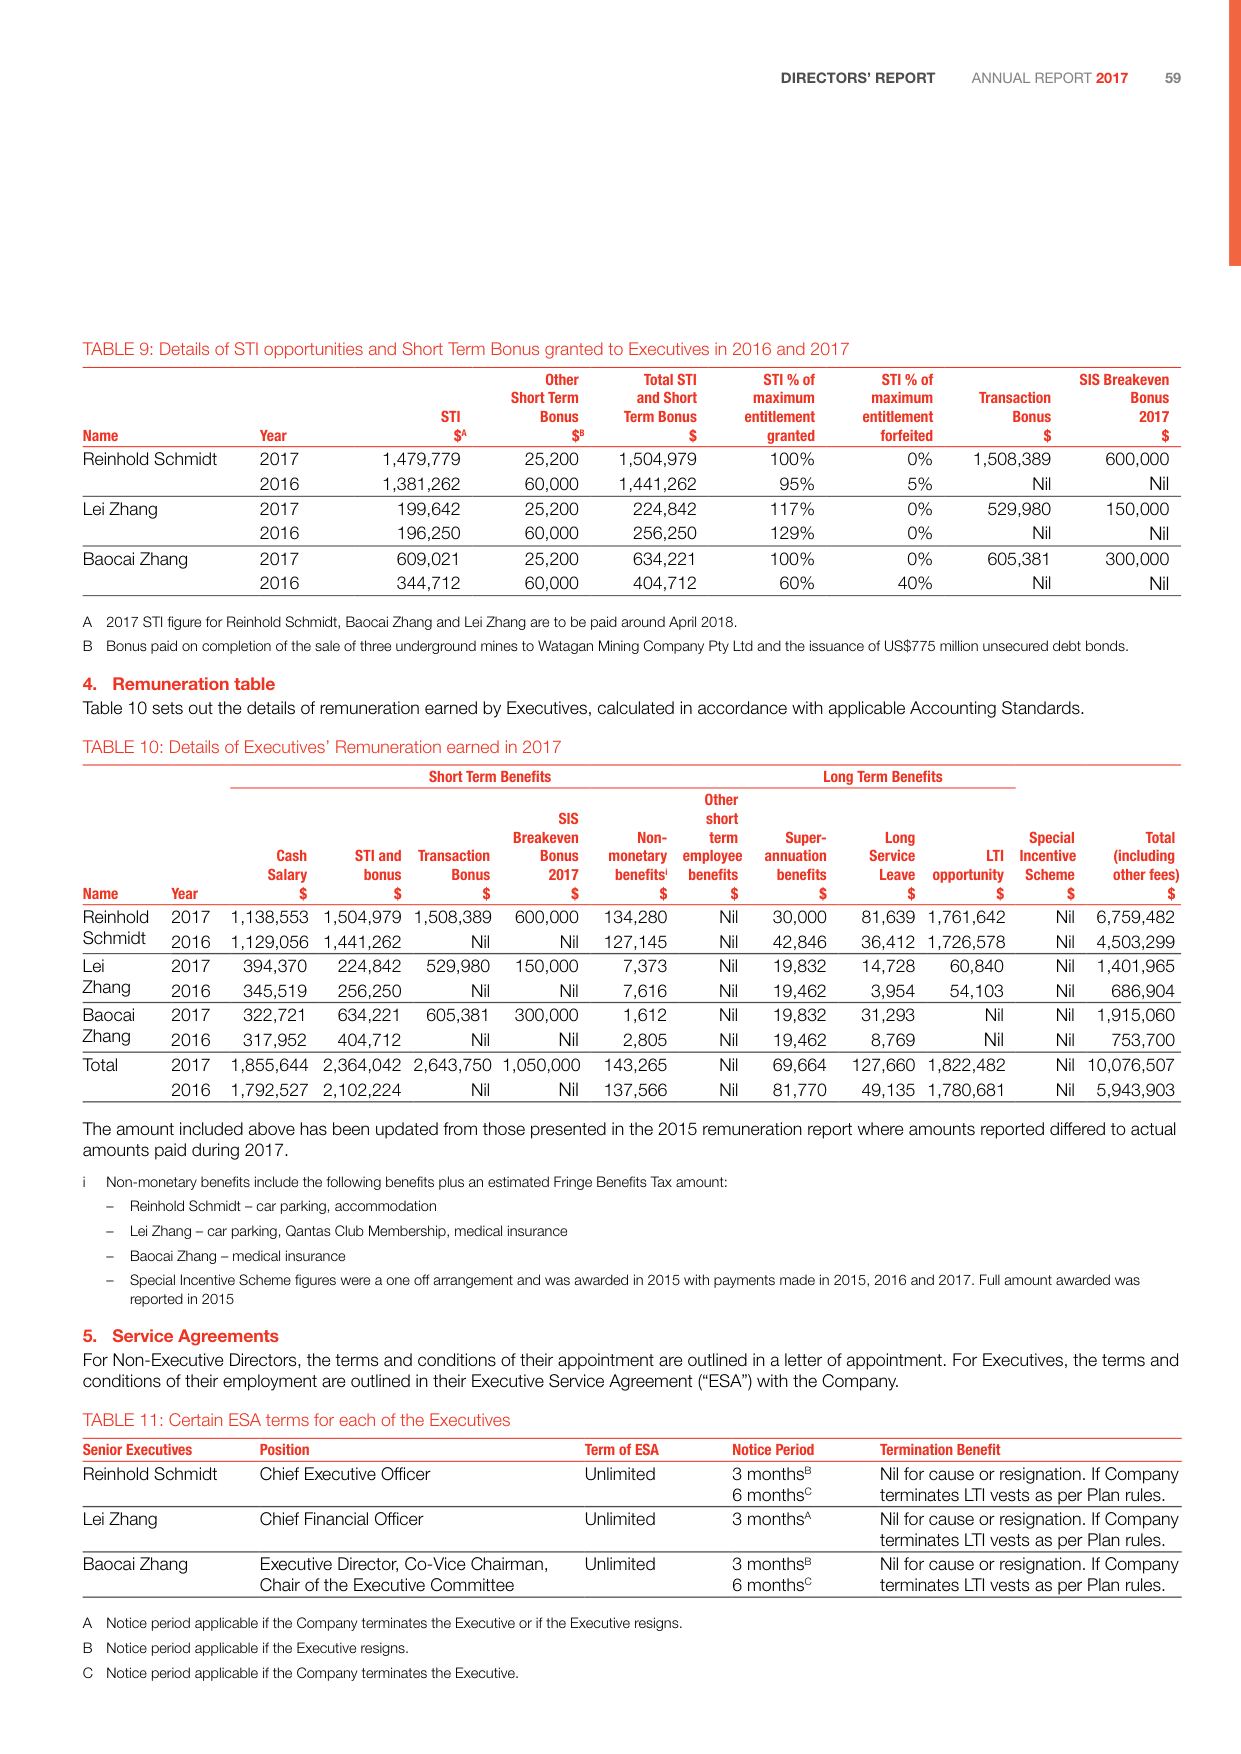 DIRECTORS' REPORT ANNUAL REPORT 2017 59
TABLE 9: Details of STI opportunities and Short Term Bonus granted to Executives in 2016 and 2017
Name Year STI $A Other Short Term Bonus $B Total STI and Short Term Bonus $ STI % of maximum entitlement granted STI % of maximum entitlement forfeited Transaction Bonus $ SIS Breakeven Bonus 2017 $
Reinhold Schmidt 2017 1,479,779 25,200 1,504,979 100% 0% 1,508,389 600,000
2016 1,381,262 60,000 1,441,262 95% 5% Nil Nil
Lei Zhang 2017 199,642 25,200 224,842 117% 0% 529,980 150,000
2016 196,250 60,000 256,250 129% 0% Nil Nil
Baocai Zhang 2017 609,021 25,200 634,221 100% 0% 605,381 300,000
2016 344,712 60,000 404,712 60% 40% Nil Nil
A 2017 STI figure for Reinhold Schmidt, Baocai Zhang and Lei Zhang are to be paid around April 2018.
B Bonus paid on completion of the sale of three underground mines to Watagan Mining Company Pty Ltd and the issuance of US$775 million unsecured debt bonds.
4. Remuneration table
Table 10 sets out the details of remuneration earned by Executives, calculated in accordance with applicable Accounting Standards.
TABLE 10: Details of Executives' Remuneration earned in 2017
Short Term Benefits Long Term Benefits
Name Year Cash Salary $ STI and bonus $ Transaction Bonus $ SIS Breakeven Bonus 2017 $ Non-monetary benefitsi $ Other short term employee benefits $ Super-annuation benefits $ Long Service Leave $ LTI opportunity $ Special Incentive Scheme $ Total (including other fees) $
Reinhold 2017 1,138,553 1,504,979 1,508,389 600,000 134,280 Nil 30,000 81,639 1,761,642 Nil 6,759,482
Schmidt 2016 1,129,056 1,441,262 Nil Nil 127,145 Nil 42,846 36,412 1,726,578 Nil 4,503,299
Lei 2017 394,370 224,842 529,980 150,000 7,373 Nil 19,832 14,728 60,840 Nil 1,401,965
Zhang 2016 345,519 256,250 Nil Nil 7,616 Nil 19,462 3,954 54,103 Nil 686,904
Baocai 2017 322,721 634,221 605,381 300,000 1,612 Nil 19,832 31,293 Nil Nil 1,915,060
Zhang 2016 317,952 404,712 Nil Nil 2,805 Nil 19,462 8,769 Nil Nil 753,700
Total 2017 1,855,644 2,364,042 2,643,750 1,050,000 143,265 Nil 69,664 127,660 1,822,482 Nil 10,076,507
2016 1,792,527 2,102,224 Nil Nil 137,566 Nil 81,770 49,135 1,780,681 Nil 5,943,903
The amount included above has been updated from those presented in the 2015 remuneration report where amounts reported differed to actual
amounts paid during 2017.
i Non-monetary benefits include the following benefits plus an estimated Fringe Benefits Tax amount:
– Reinhold Schmidt – car parking, accommodation
– Lei Zhang – car parking, Qantas Club Membership, medical insurance
– Baocai Zhang – medical insurance
– Special Incentive Scheme figures were a one off arrangement and was awarded in 2015 with payments made in 2015, 2016 and 2017. Full amount awarded was
reported in 2015
5. Service Agreements
For Non-Executive Directors, the terms and conditions of their appointment are outlined in a letter of appointment. For Executives, the terms and
conditions of their employment are outlined in their Executive Service Agreement ("ESA") with the Company.
TABLE 11: Certain ESA terms for each of the Executives
Senior Executives Position Term of ESA Notice Period Termination Benefit
Reinhold Schmidt Chief Executive Officer Unlimited 3 monthsB Nil for cause or resignation. If Company
6 monthsC terminates LTI vests as per Plan rules.
Lei Zhang Chief Financial Officer Unlimited 3 monthsA Nil for cause or resignation. If Company
terminates LTI vests as per Plan rules.
Baocai Zhang Executive Director, Co-Vice Chairman, Unlimited 3 monthsB Nil for cause or resignation. If Company
Chair of the Executive Committee 6 monthsC terminates LTI vests as per Plan rules.
A Notice period applicable if the Company terminates the Executive or if the Executive resigns.
B Notice period applicable if the Executive resigns.
C Notice period applicable if the Company terminates the Executive.